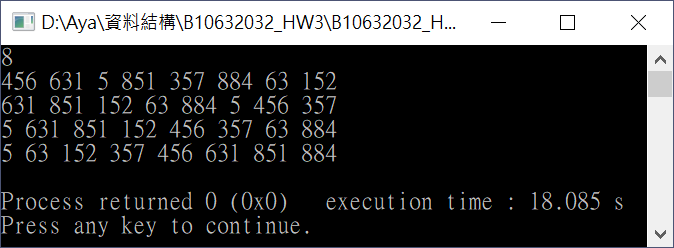 D:\Aya\資料結構\B10632032_HW3\B10632032_H...
8
456 631 5 851 357 884 63 152
631 851 152 63 884 5 456 357
5 631 851 152 456 357 63 884
5 63 152 357 456 631 851 884
Process returned 0 (0x0)   execution time : 18.085 s
Press any key to continue.